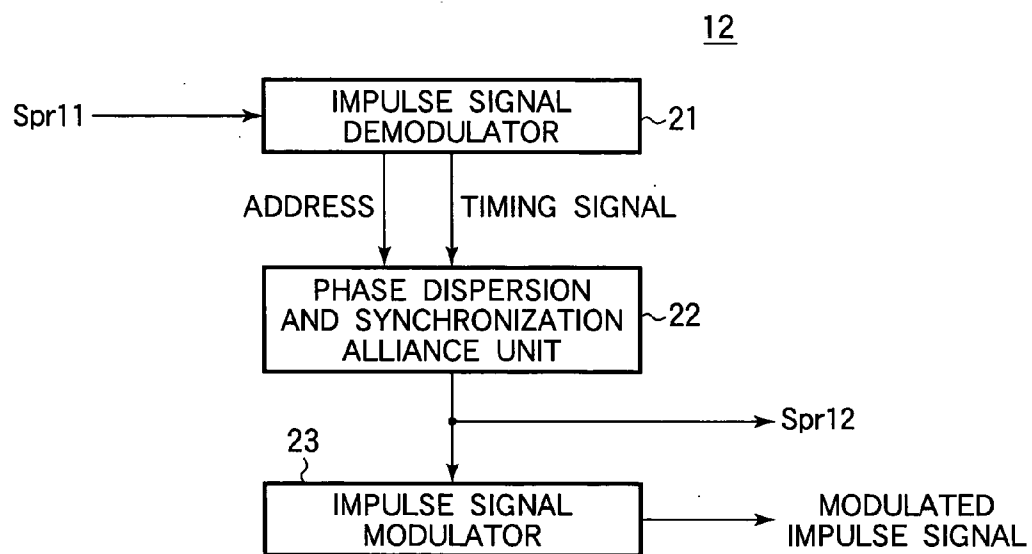 12
Spr11
IMPULSE SIGNAL
DEMODULATOR
21
ADDRESS
TIMING SIGNAL
PHASE DISPERSION
AND SYNCHRONIZATION
ALLIANCE UNIT
22
Spr12
23
IMPULSE SIGNAL
MODULATOR
MODULATED
IMPULSE SIGNAL